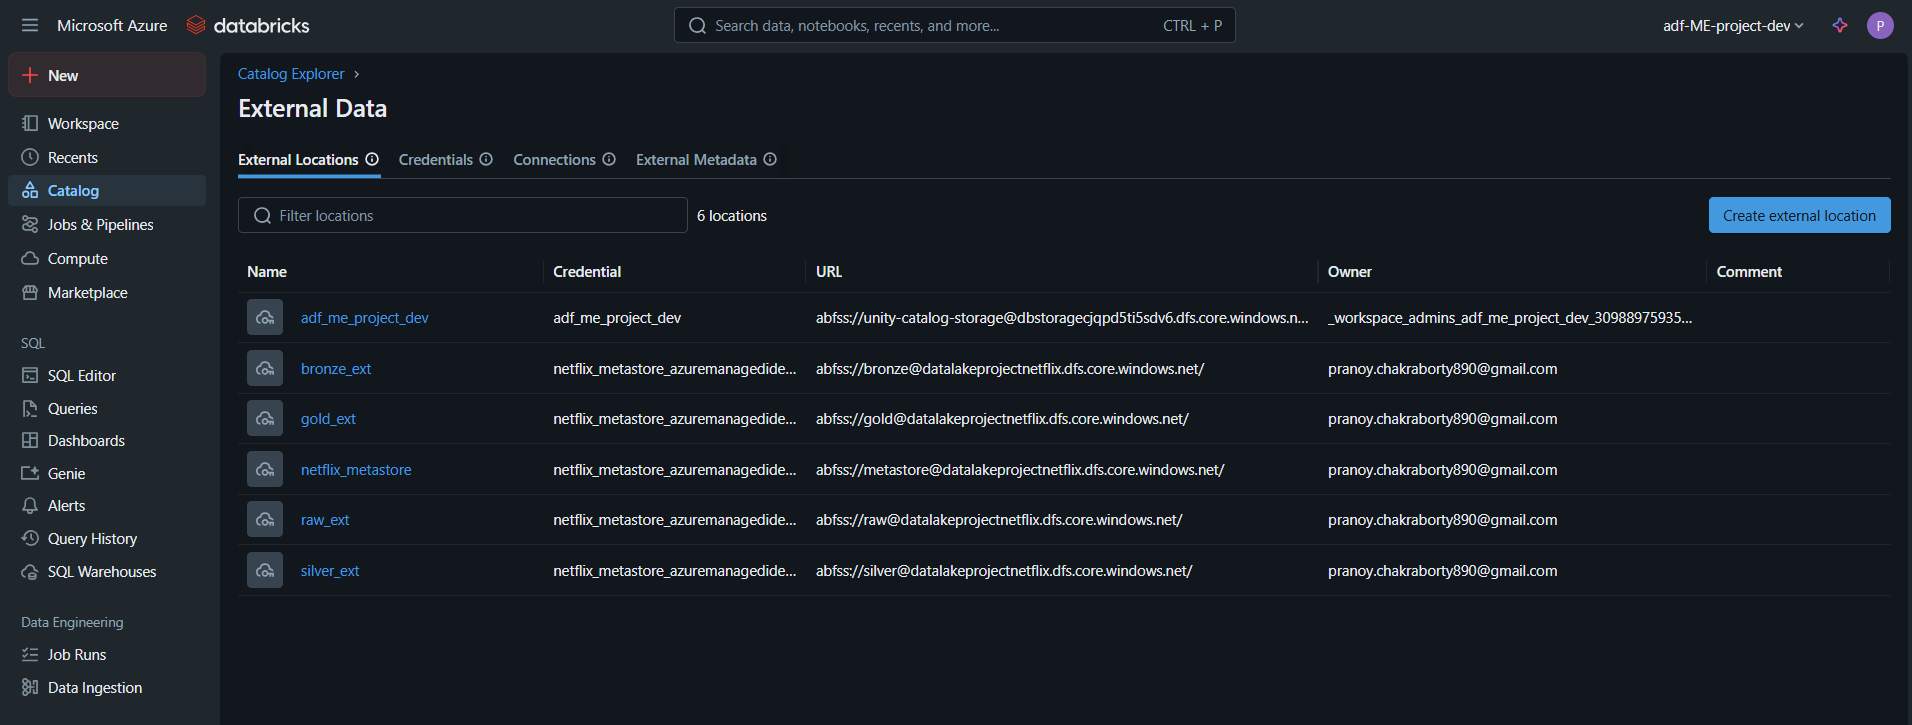 Microsoft Azure databricks
Search data, notebooks, recents, and more... CTRL + P
adf-ME-project-dev
P
New
Workspace
Recents
Catalog
Jobs & Pipelines
Compute
Marketplace
SQL
SQL Editor
Queries
Dashboards
Genie
Alerts
Query History
SQL Warehouses
Data Engineering
Job Runs
Data Ingestion
Catalog Explorer ›
External Data
External Locations Credentials Connections External Metadata
Filter locations 6 locations Create external location
Name Credential URL Owner Comment
adf_me_project_dev adf_me_project_dev abfss://unity-catalog-storage@dbstoragecjqpd5ti5sdv6.dfs.core.windows.n... _workspace_admins_adf_me_project_dev_30988975935...
bronze_ext netflix_metastore_azuremanagedide... abfss://bronze@datalakeprojectnetflix.dfs.core.windows.net/ pranoy.chakraborty890@gmail.com
gold_ext netflix_metastore_azuremanagedide... abfss://gold@datalakeprojectnetflix.dfs.core.windows.net/ pranoy.chakraborty890@gmail.com
netflix_metastore netflix_metastore_azuremanagedide... abfss://metastore@datalakeprojectnetflix.dfs.core.windows.net/ pranoy.chakraborty890@gmail.com
raw_ext netflix_metastore_azuremanagedide... abfss://raw@datalakeprojectnetflix.dfs.core.windows.net/ pranoy.chakraborty890@gmail.com
silver_ext netflix_metastore_azuremanagedide... abfss://silver@datalakeprojectnetflix.dfs.core.windows.net/ pranoy.chakraborty890@gmail.com